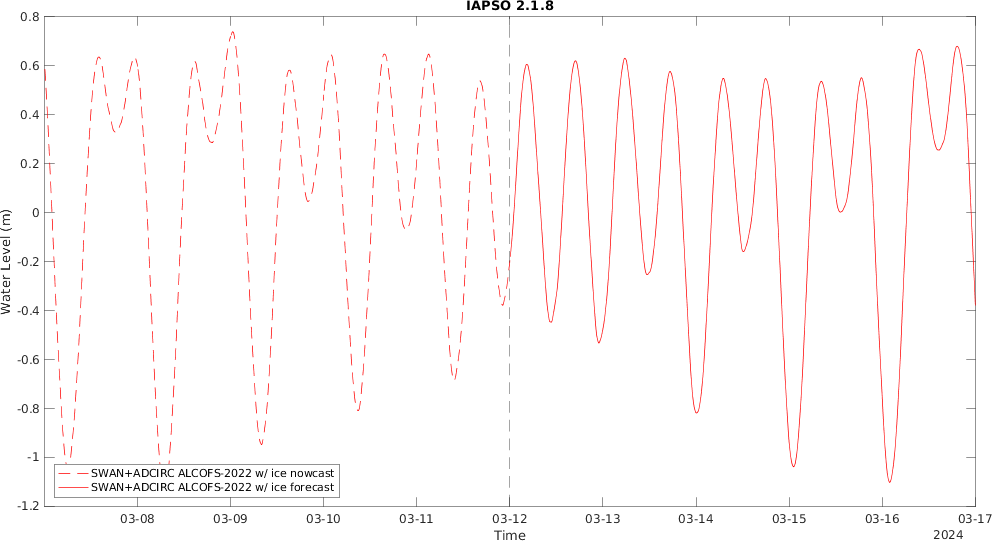 IAPSO 2.1.8
0.8
0.6
0.4
0.2
0
-0.2
-0.4
-0.6
-0.8
-1
-1.2
Water Level (m)
SWAN+ADCIRC ALCOFS-2022 w/ ice nowcast
SWAN+ADCIRC ALCOFS-2022 w/ ice forecast
03-08 03-09 03-10 03-11 03-12 03-13 03-14 03-15 03-16 03-17
Time
2024